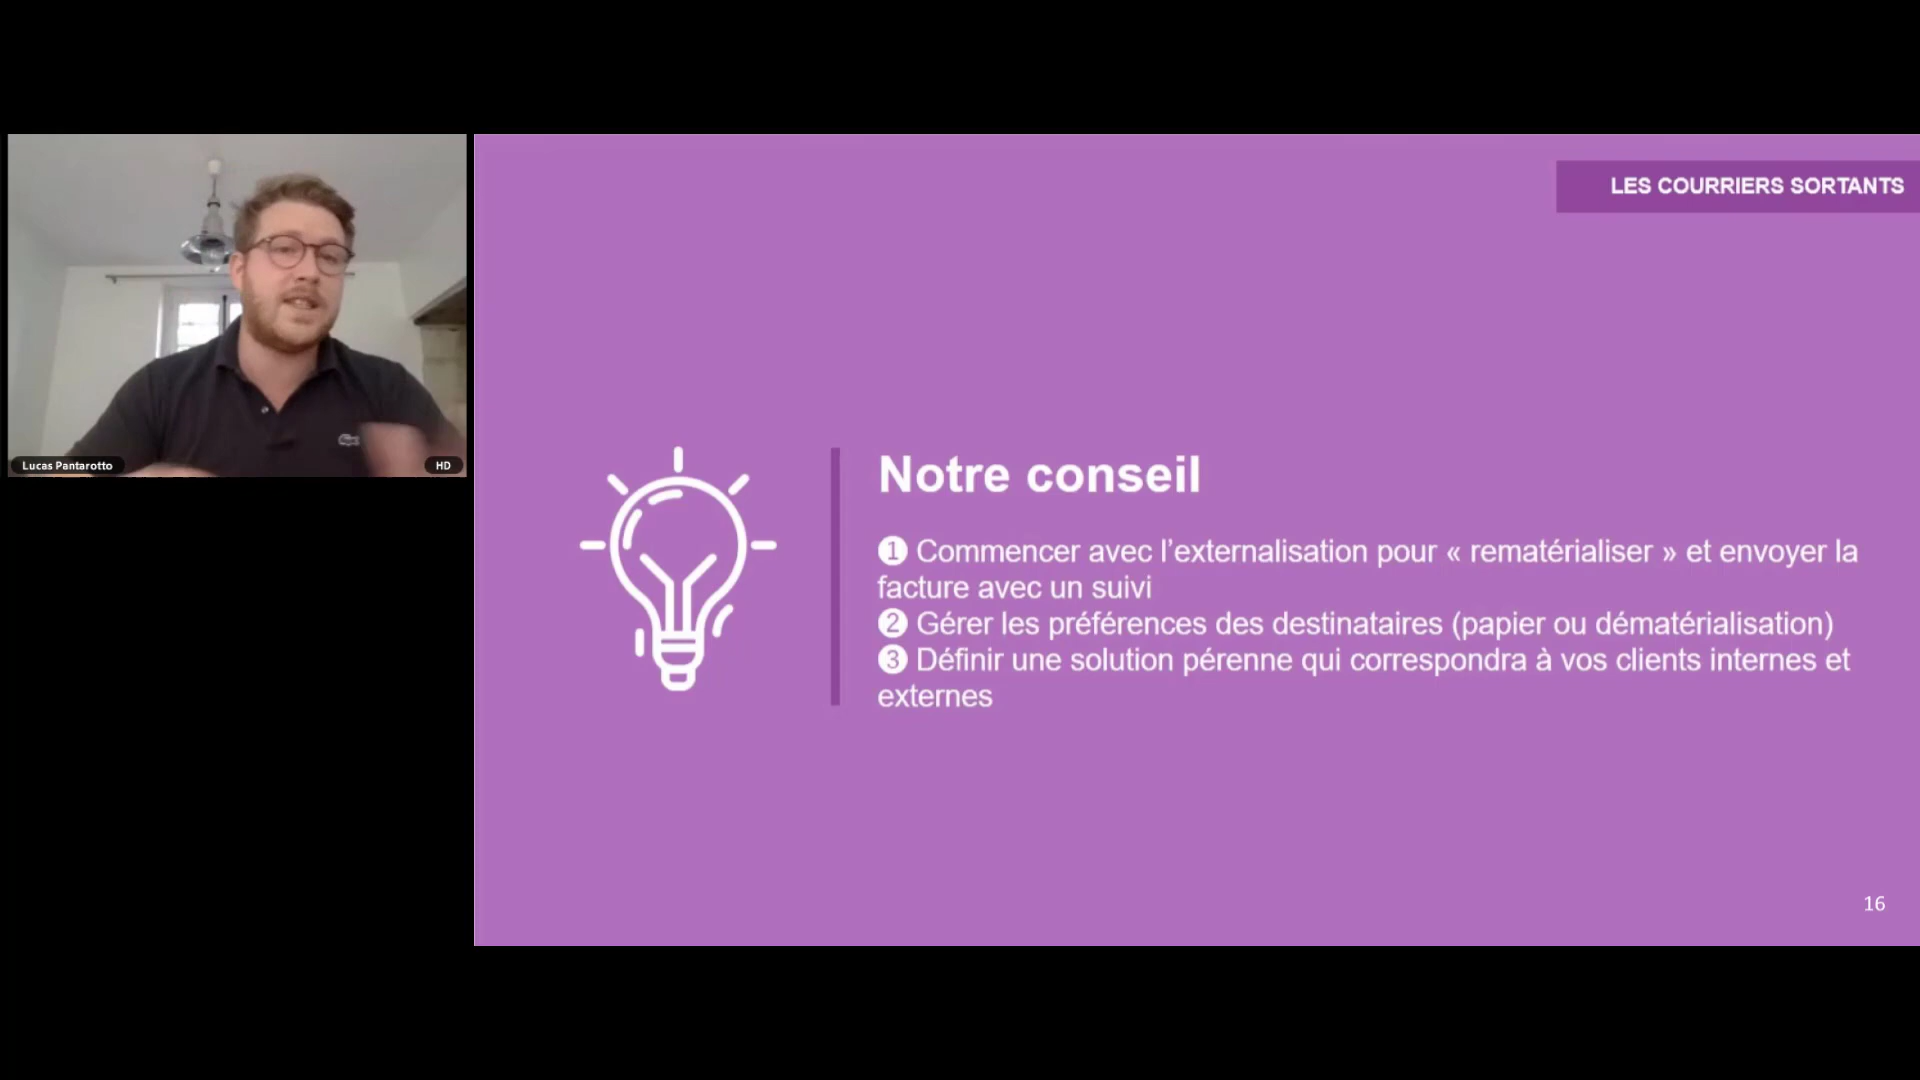 LES COURRIERS SORTANTS
Lucas Pantarotto
HD
Notre conseil
❶ Commencer avec l’externalisation pour « rematérialiser » et envoyer la
facture avec un suivi
❷ Gérer les préférences des destinataires (papier ou dématérialisation)
❸ Définir une solution pérenne qui correspondra à vos clients internes et
externes
16